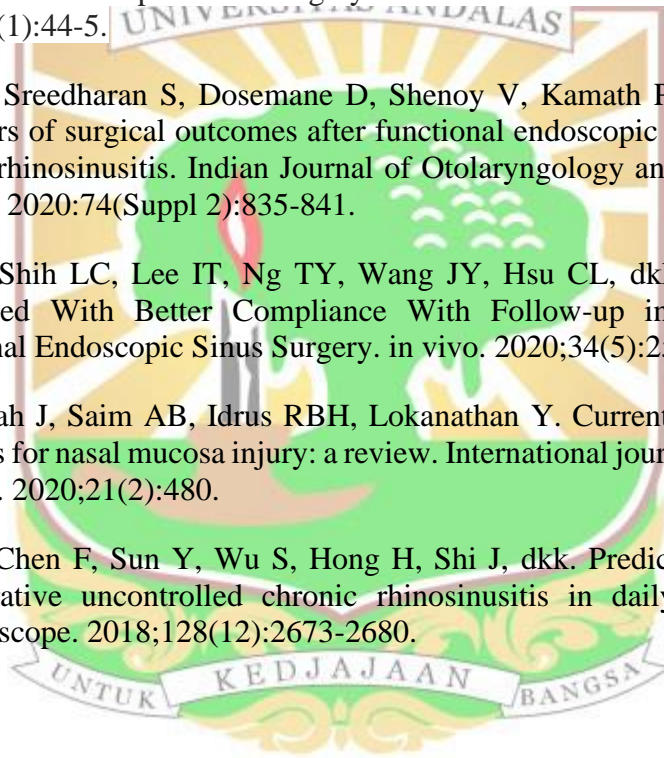 (1):44-5.
UNIVERSITAS ANDALAS
Sreedharan S, Dosemane D, Shenoy V, Kamath
rs of surgical outcomes after functional endoscopic
rhinosinusitis. Indian Journal of Otolaryngology an
2020:74(Suppl 2):835-841.
Shih LC, Lee IT, Ng TY, Wang JY, Hsu CL, dk
ed With Better Compliance With Follow-up in
nal Endoscopic Sinus Surgery. in vivo. 2020;34(5):2
ah J, Saim AB, Idrus RBH, Lokanathan Y. Current
s for nasal mucosa injury: a review. International jour
. 2020;21(2):480.
Chen F, Sun Y, Wu S, Hong H, Shi J, dkk. Predic
ative uncontrolled chronic rhinosinusitis in daily
scope. 2018;128(12):2673-2680.
UNTUK KEDJAJAAN BANGSA